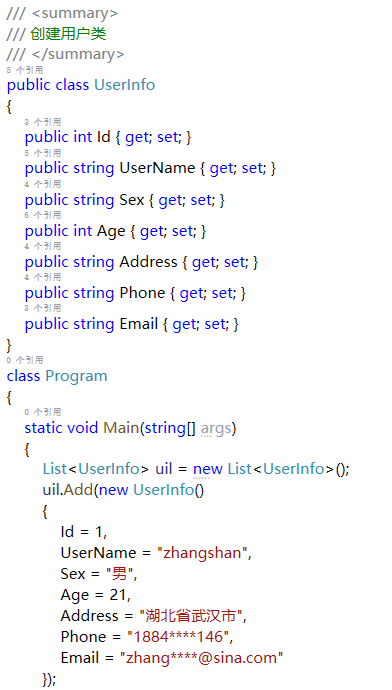 /// <summary>
/// 创建用户类
/// </summary>
5 个引用
public class UserInfo
{
3 个引用
public int Id { get; set; }
5 个引用
public string UserName { get; set; }
4 个引用
public string Sex { get; set; }
6 个引用
public int Age { get; set; }
4 个引用
public string Address { get; set; }
4 个引用
public string Phone { get; set; }
3 个引用
public string Email { get; set; }
}
0 个引用
class Program
{
0 个引用
static void Main(string[] args)
{
List<UserInfo> uil = new List<UserInfo>();
uil.Add(new UserInfo()
{
Id = 1,
UserName = "zhangshan",
Sex = "男",
Age = 21,
Address = "湖北省武汉市",
Phone = "1884****146",
Email = "zhang****@sina.com"
});